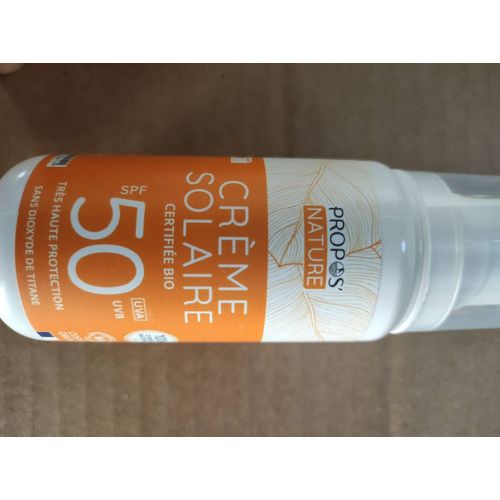 PROPOS'
NATURE
CRÈME
SOLAIRE
CERTIFIÉE BIO
SPF
50
UVA
UVB
TRÈS HAUTE PROTECTION
SANS DIOXYDE DE TITANE